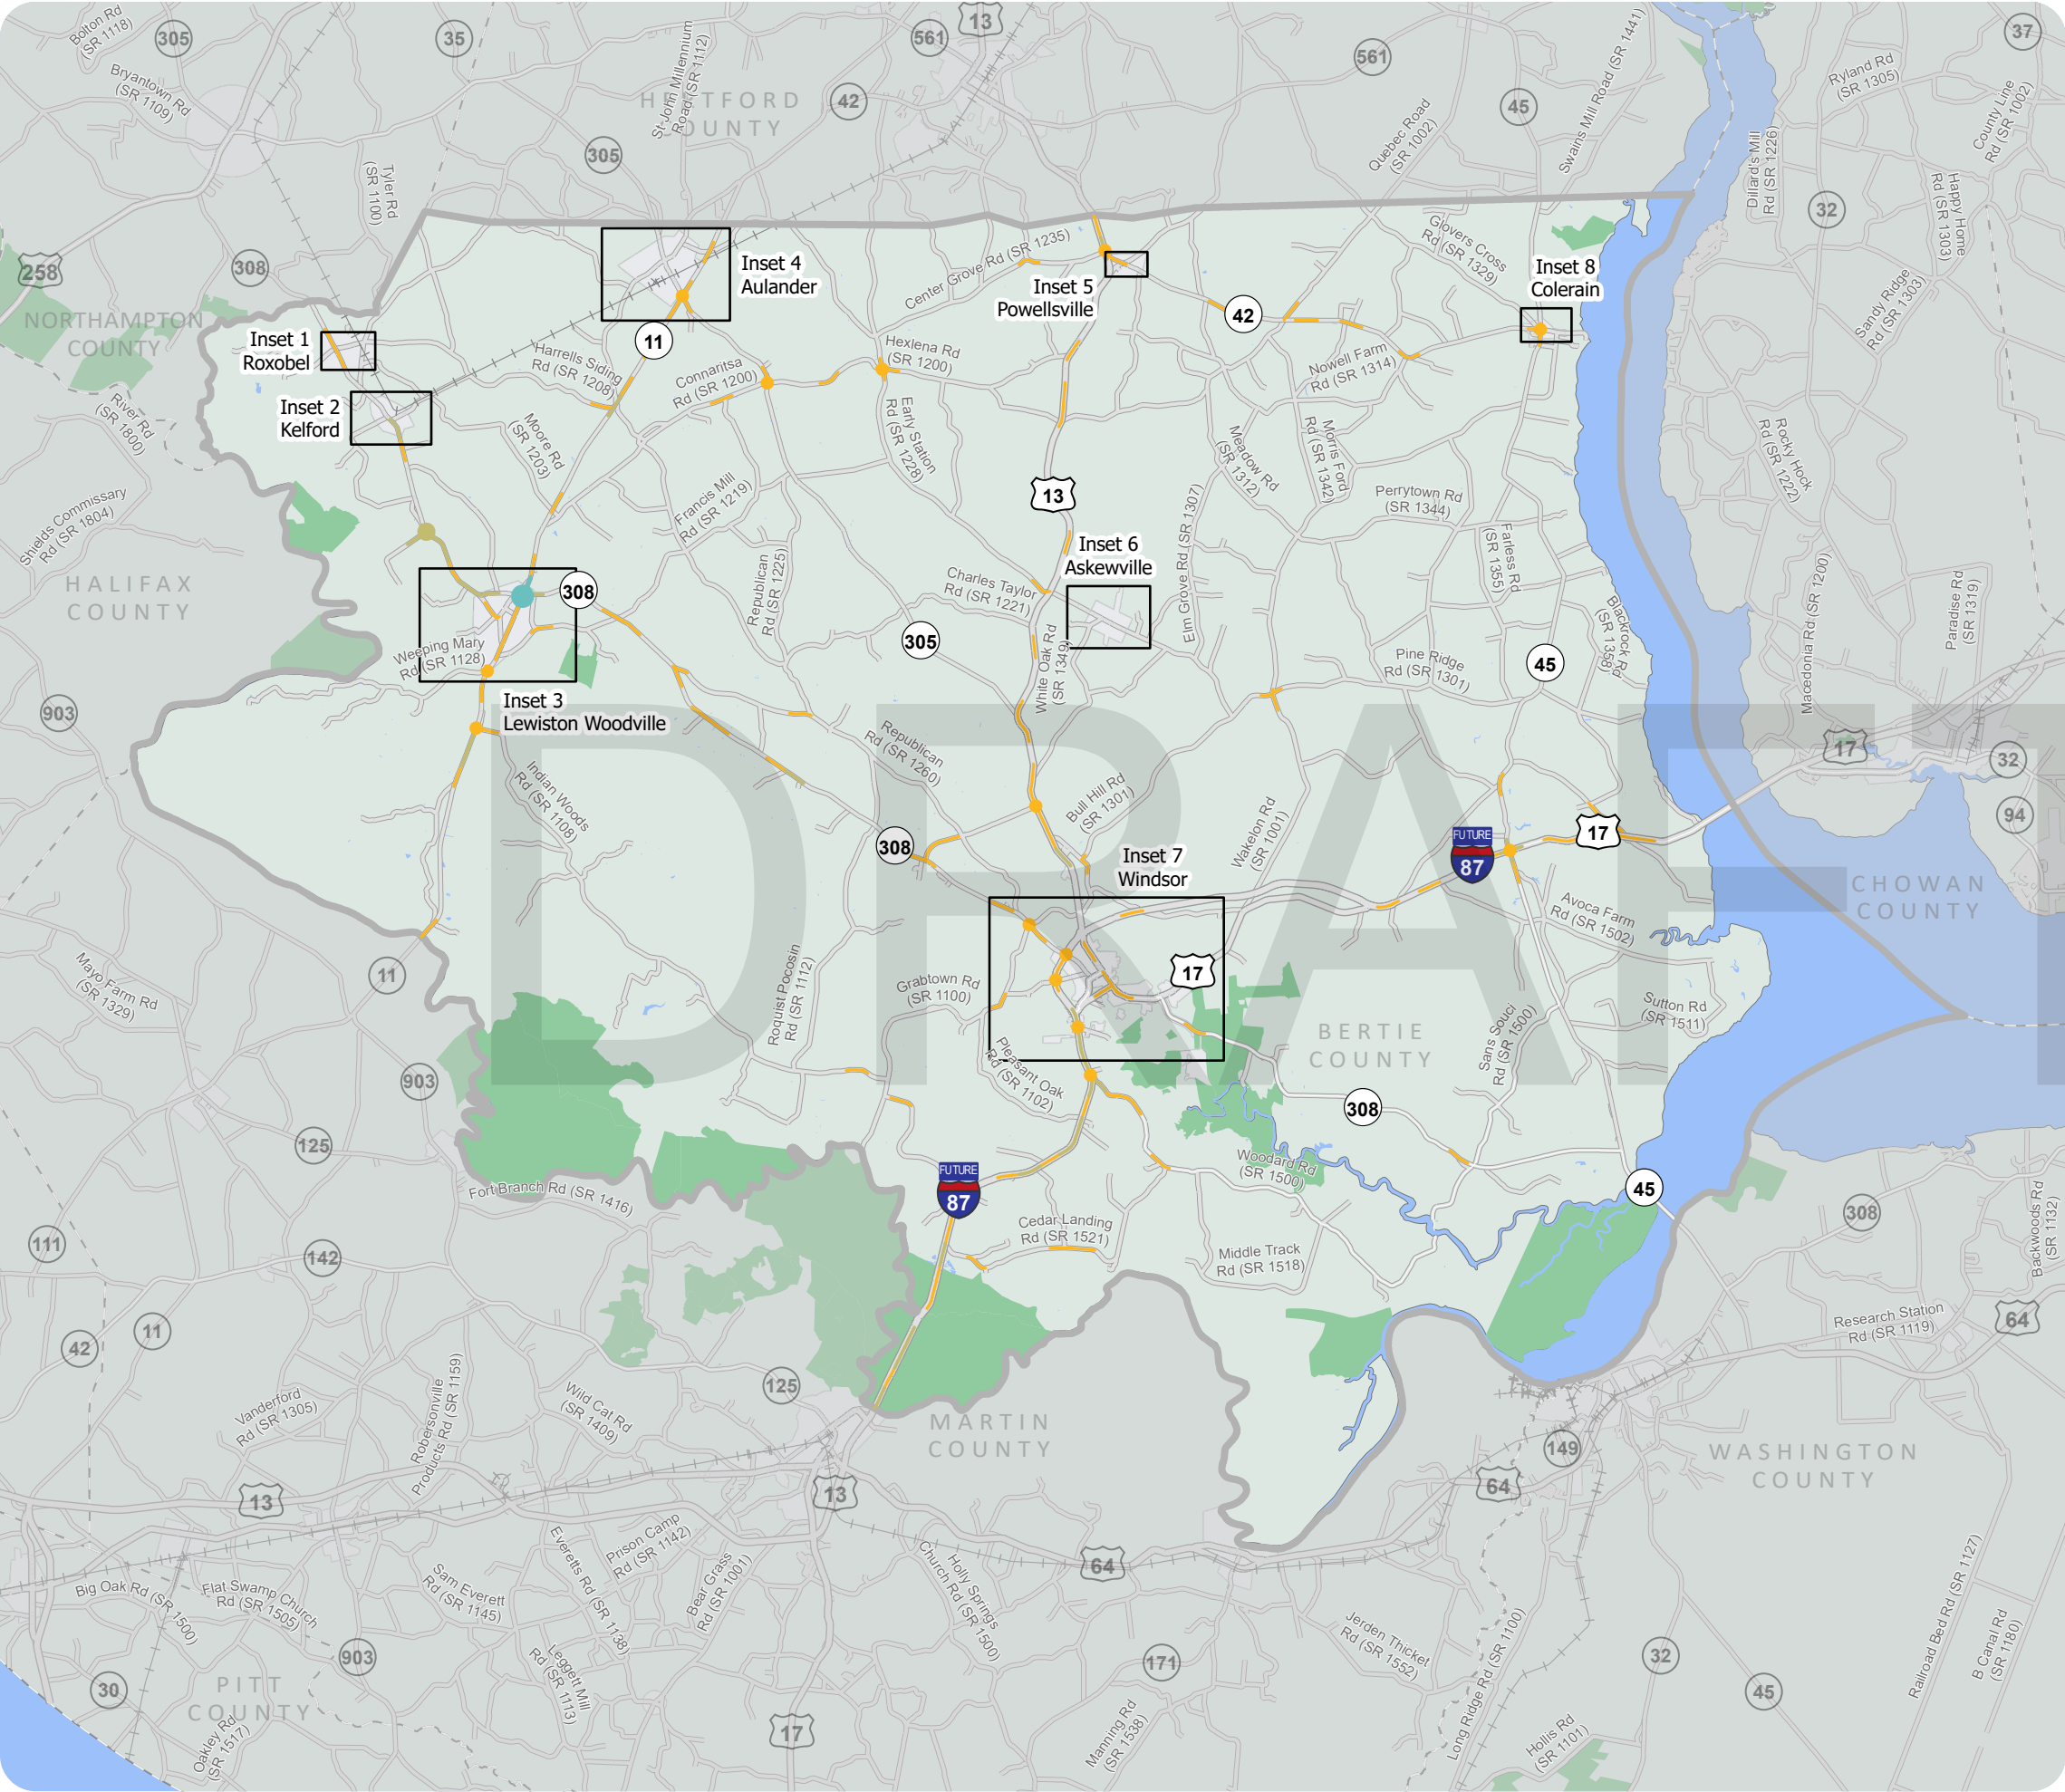 Bolton Rd
(SR 1118)
305
35
St-John Millennium
Road (SR 1112)
561
13
561
37
Bryantown Rd
(SR 1109)
HERTFORD
COUNTY
42
45
Swains Mill Road (SR 1441)
Ryland Rd
(SR 1305)
County Line
Rd (SR 1002)
Quebec Road
(SR 1002)
305
Tyler Rd
(SR 1100)
Dillard's Mill
Rd (SR 1226)
32
Happy Home
Rd (SR 1303)
258
308
Inset 4
Aulander
Center Grove Rd (SR 1235)
Inset 5
Powellsville
42
Glovers Cross
Rd (SR 1329)
Inset 8
Colerain
Sandy Ridge
Rd (SR 1303)
NORTHAMPTON
COUNTY
Inset 1
Roxobel
11
Harrells Siding
Rd (SR 1208)
Connaritsa
Rd (SR 1200)
Hexlena Rd
(SR 1200)
Nowell Farm
Rd (SR 1314)
Inset 2
Kelford
River Rd
(SR 1800)
Moore Rd
(SR 1203)
Early Station
Rd (SR 1228)
Meadow Rd
(SR 1312)
Morris Ford
Rd (SR 1342)
Rocky Hock
Rd (SR 1222)
Francis Mill
Rd (SR 1219)
13
Perrytown Rd
(SR 1344)
Shields Commissary
Rd (SR 1804)
Elm Grove Rd (SR 1307)
Farless Rd
(SR 1355)
HALIFAX
COUNTY
308
Republican
Rd (SR 1225)
Charles Taylor
Rd (SR 1221)
Inset 6
Askewville
Blackrock Rd
(SR 1358)
Macedonia Rd (SR 1200)
Paradise Rd
(SR 1319)
Weeping Mary
Rd (SR 1128)
305
White Oak Rd
(SR 1349)
Pine Ridge
Rd (SR 1301)
45
903
Inset 3
Lewiston Woodville
DRAFT
Republican
Rd (SR 1260)
17
32
Indian Woods
Rd (SR 1108)
Bull Hill Rd
(SR 1301)
Wakelon Rd
(SR 1001)
308
Inset 7
Windsor
FUTURE
87
17
94
CHOWAN
COUNTY
Avoca Farm
Rd (SR 1502)
11
Mayo Farm Rd
(SR 1329)
Roquist Pocosin
Rd (SR 1112)
Grabtown Rd
(SR 1100)
17
Sutton Rd
(SR 1511)
BERTIE
COUNTY
Sans Souci
Rd (SR 1500)
903
Pleasant Oak
Rd (SR 1102)
308
125
FUTURE
87
Woodard Rd
(SR 1500)
45
Fort Branch Rd (SR 1416)
308
Backwoods Rd
(SR 1132)
111
142
Cedar Landing
Rd (SR 1521)
Middle Track
Rd (SR 1518)
11
42
Research Station
Rd (SR 1119)
64
Vanderford
Rd (SR 1305)
Robersonville
Products Rd (SR 1159)
Wild Cat Rd
(SR 1409)
125
MARTIN
COUNTY
149
WASHINGTON
COUNTY
13
13
64
Everetts Rd (SR 1138)
Prison Camp
Rd (SR 1142)
Bear Grass
Rd (SR 1001)
Holly Springs
Church Rd (SR 1500)
64
Big Oak Rd (SR 1500)
Flat Swamp Church
Rd (SR 1505)
Sam Everett
Rd (SR 1145)
Jerden Thicket
Rd (SR 1552)
Long Ridge Rd (SR 1100)
Railroad Bed Rd (SR 1127)
B Canal Rd
(SR 1180)
903
Leggett Mill
Rd (SR 1113)
171
32
30
PITT
COUNTY
Oakley Rd
(SR 1517)
17
Manning Rd
(SR 1538)
Hollis Rd
(SR 1101)
45